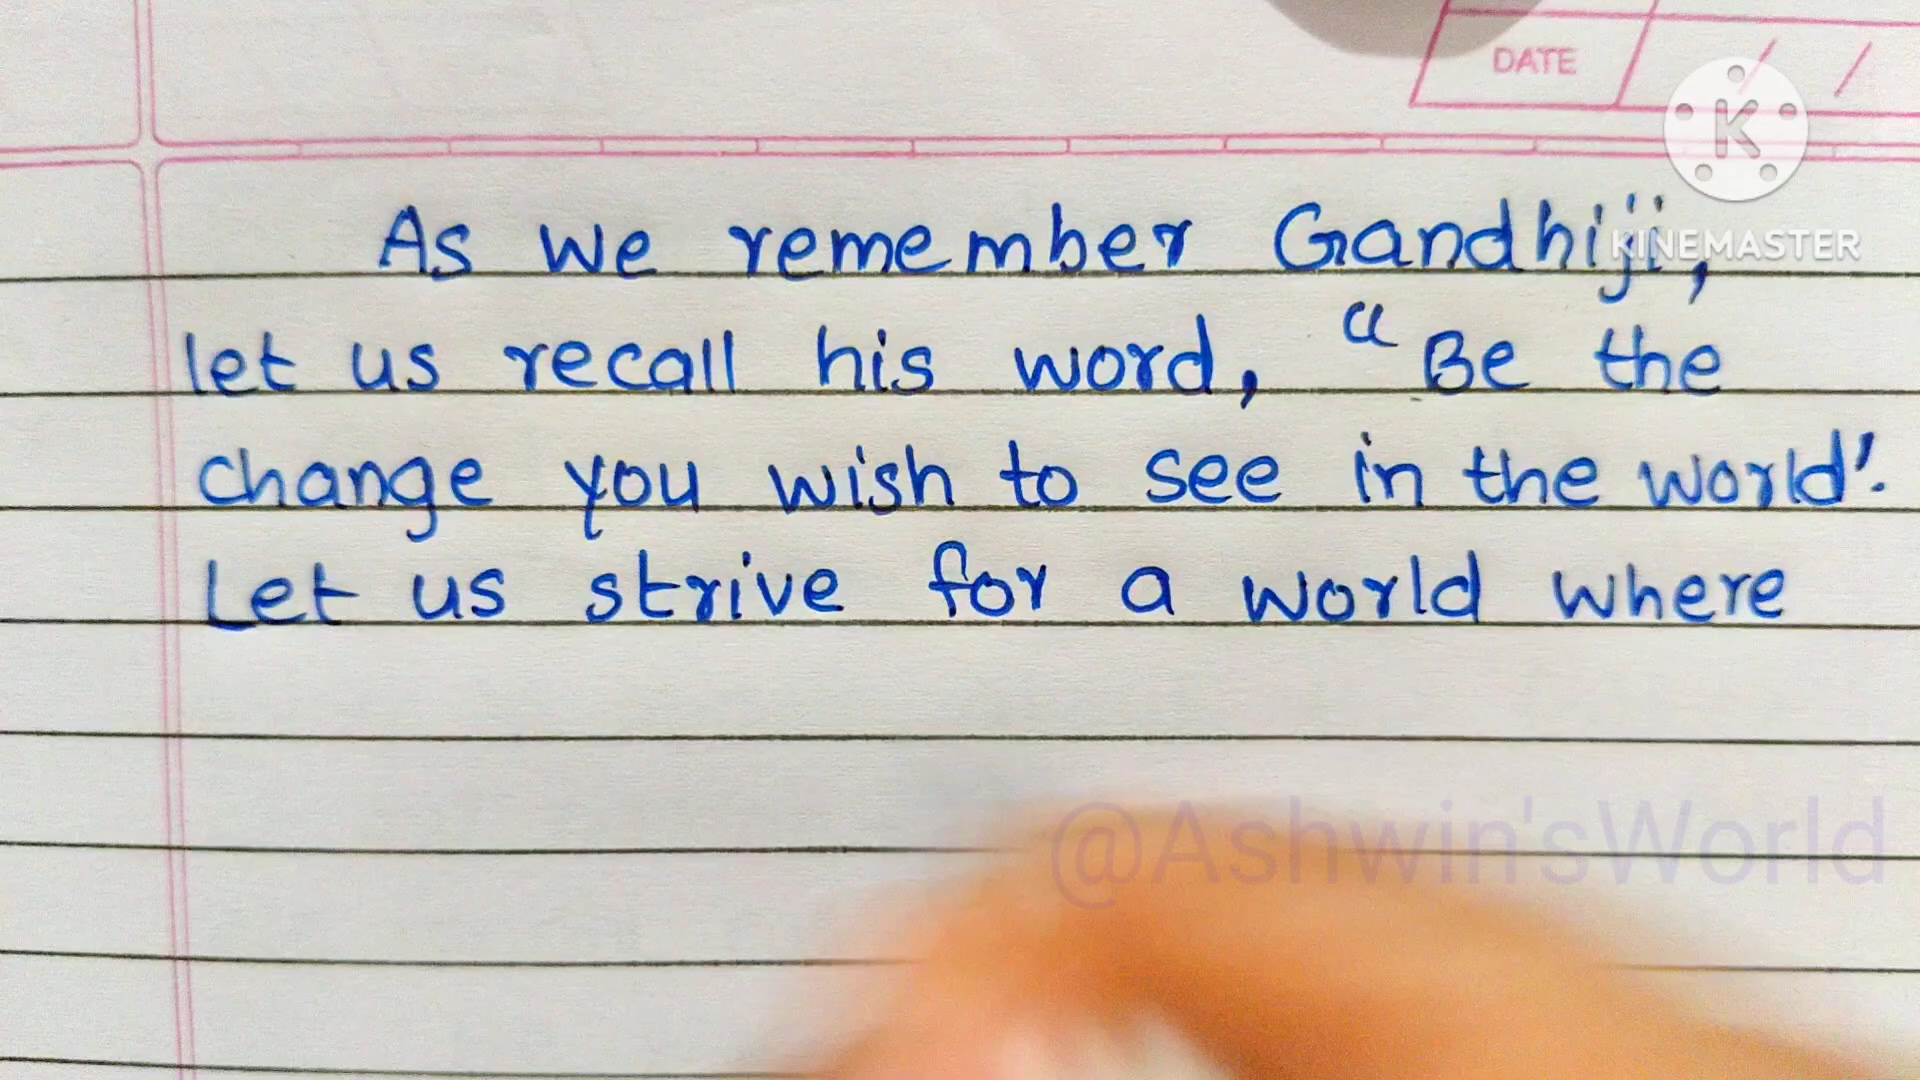 DATE / /
K
KINEMASTER
As we remember Gandhiji,
let us recall his word, "Be the
change you wish to see in the world'.
Let us strive for a world where
@Ashwin'sWorld